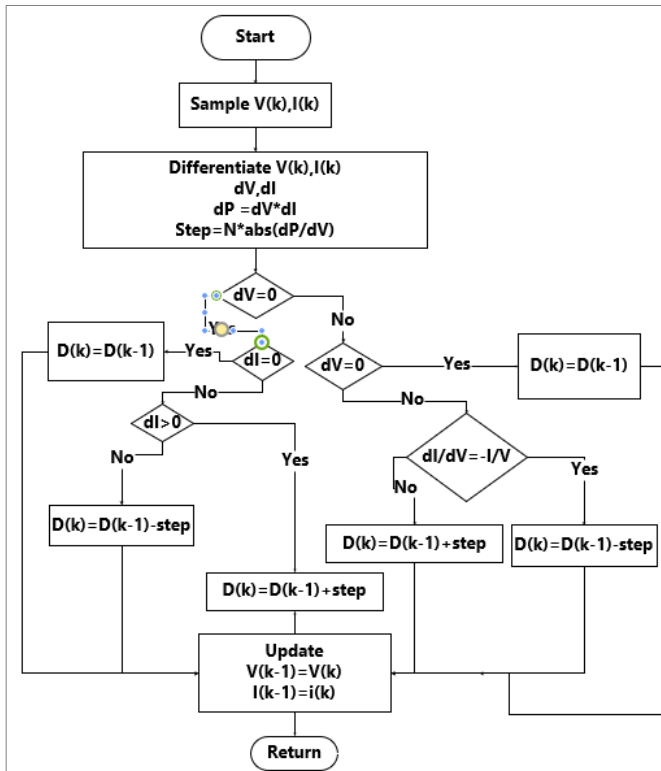 Start
Sample V(k),I(k)
Differentiate V(k),I(k)
dV,dI
dP =dV*dI
Step=N*abs(dP/dV)
dV=0
Yes
No
D(k)=D(k-1)
Yes
dI=0
dV=0
Yes
D(k)=D(k-1)
No
No
dI>0
dI/dV=-I/V
No
Yes
No
Yes
D(k)=D(k-1)-step
D(k)=D(k-1)+step
D(k)=D(k-1)-step
D(k)=D(k-1)+step
Update
V(k-1)=V(k)
I(k-1)=i(k)
Return